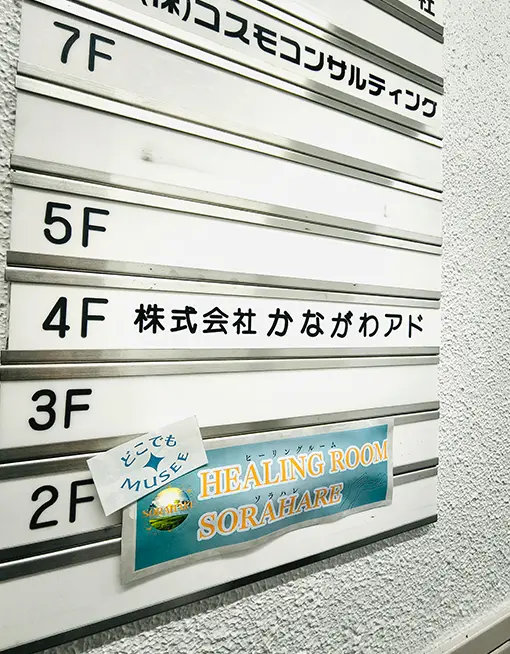 社
(株)コスモコンサルティング
7F
5F
4F 株式会社 かながわアド
3F
どこでも
MUSEE
2F
ヒーリングルーム
HEALING ROOM
ソラハレ
SORAHARE
SORAHARE